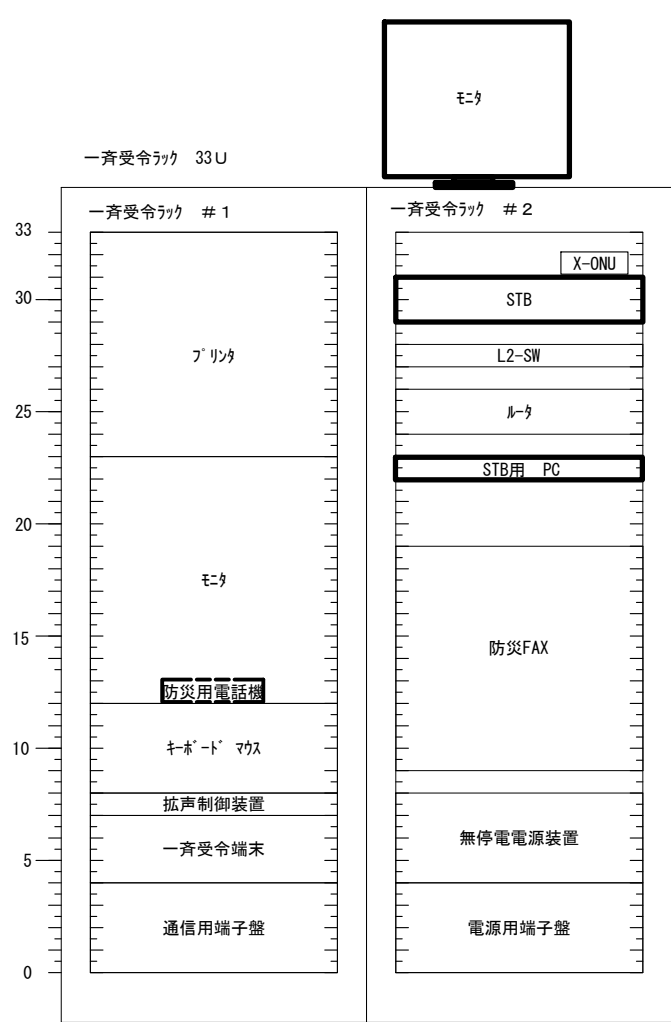 ﾓﾆﾀ
一斉受令ﾗｯｸ　33Ｕ
一斉受令ﾗｯｸ　＃１
一斉受令ﾗｯｸ　＃２
33
30
25
20
15
10
5
0
ﾌﾟﾘﾝﾀ
ﾓﾆﾀ
防災用電話機
ｷｰﾎﾞｰﾄﾞ ﾏｳｽ
拡声制御装置
一斉受令端末
通信用端子盤
X-ONU
STB
L2-SW
ﾙｰﾀ
STB用　PC
防災FAX
無停電電源装置
電源用端子盤